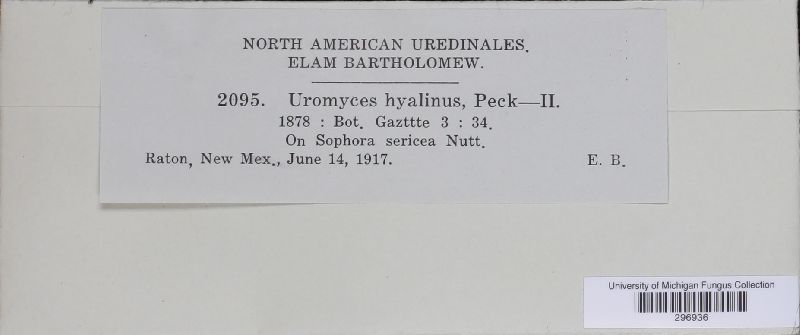 NORTH AMERICAN UREDINALES.
ELAM BARTHOLOMEW.
2095. Uromyces hyalinus, Peck—II.
1878 : Bot. Gazttte 3 : 34.
On Sophora sericea Nutt.
Raton, New Mex., June 14, 1917. E. B.
University of Michigan Fungus Collection
296936